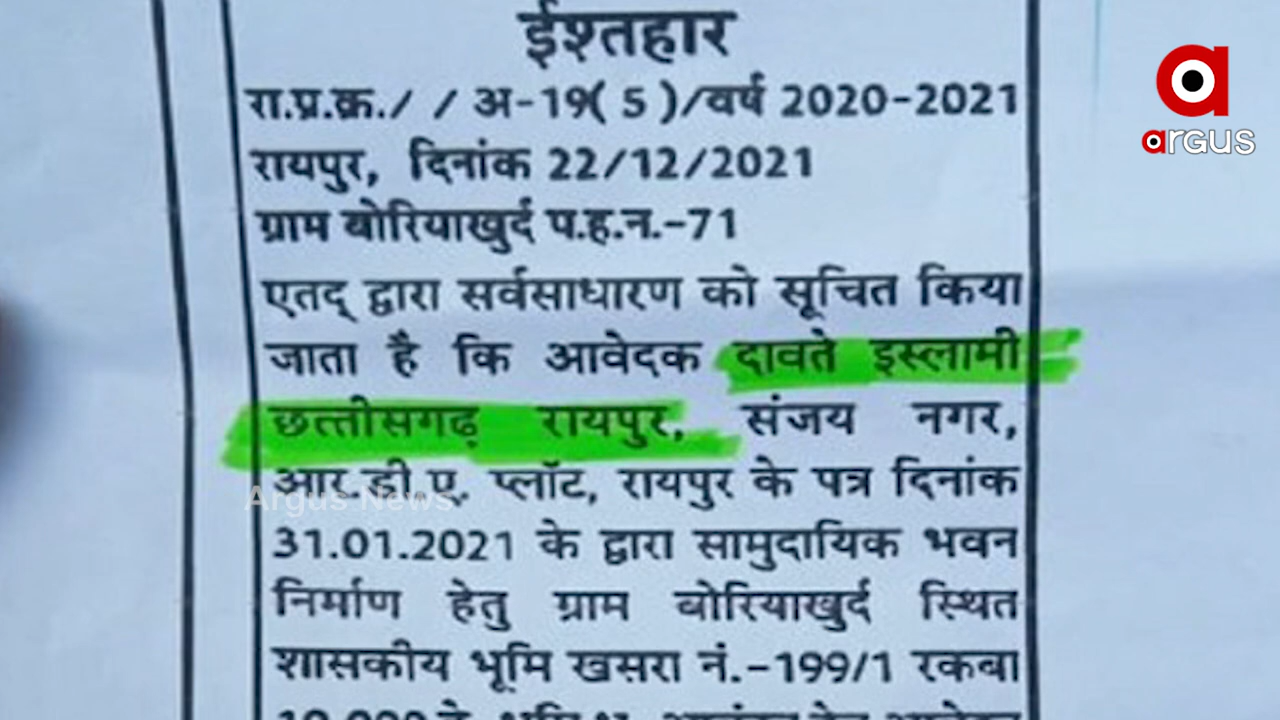 ईश्तहार
रा.प्र.क्र./ / अ-19( 5 )/वर्ष 2020-2021
रायपुर, दिनांक 22/12/2021
ग्राम बोरियाखुर्द प.ह.न.-71
एतद् द्वारा सर्वसाधारण को सूचित किया
जाता है कि आवेदक दावते इस्लामी
छत्तीसगढ़ रायपुर, संजय नगर,
आर.डी.ए. प्लॉट, रायपुर के पत्र दिनांक
31.01.2021 के द्वारा सामुदायिक भवन
निर्माण हेतु ग्राम बोरियाखुर्द स्थित
शासकीय भूमि खसरा नं.-199/1 रकबा
argus
Argus News